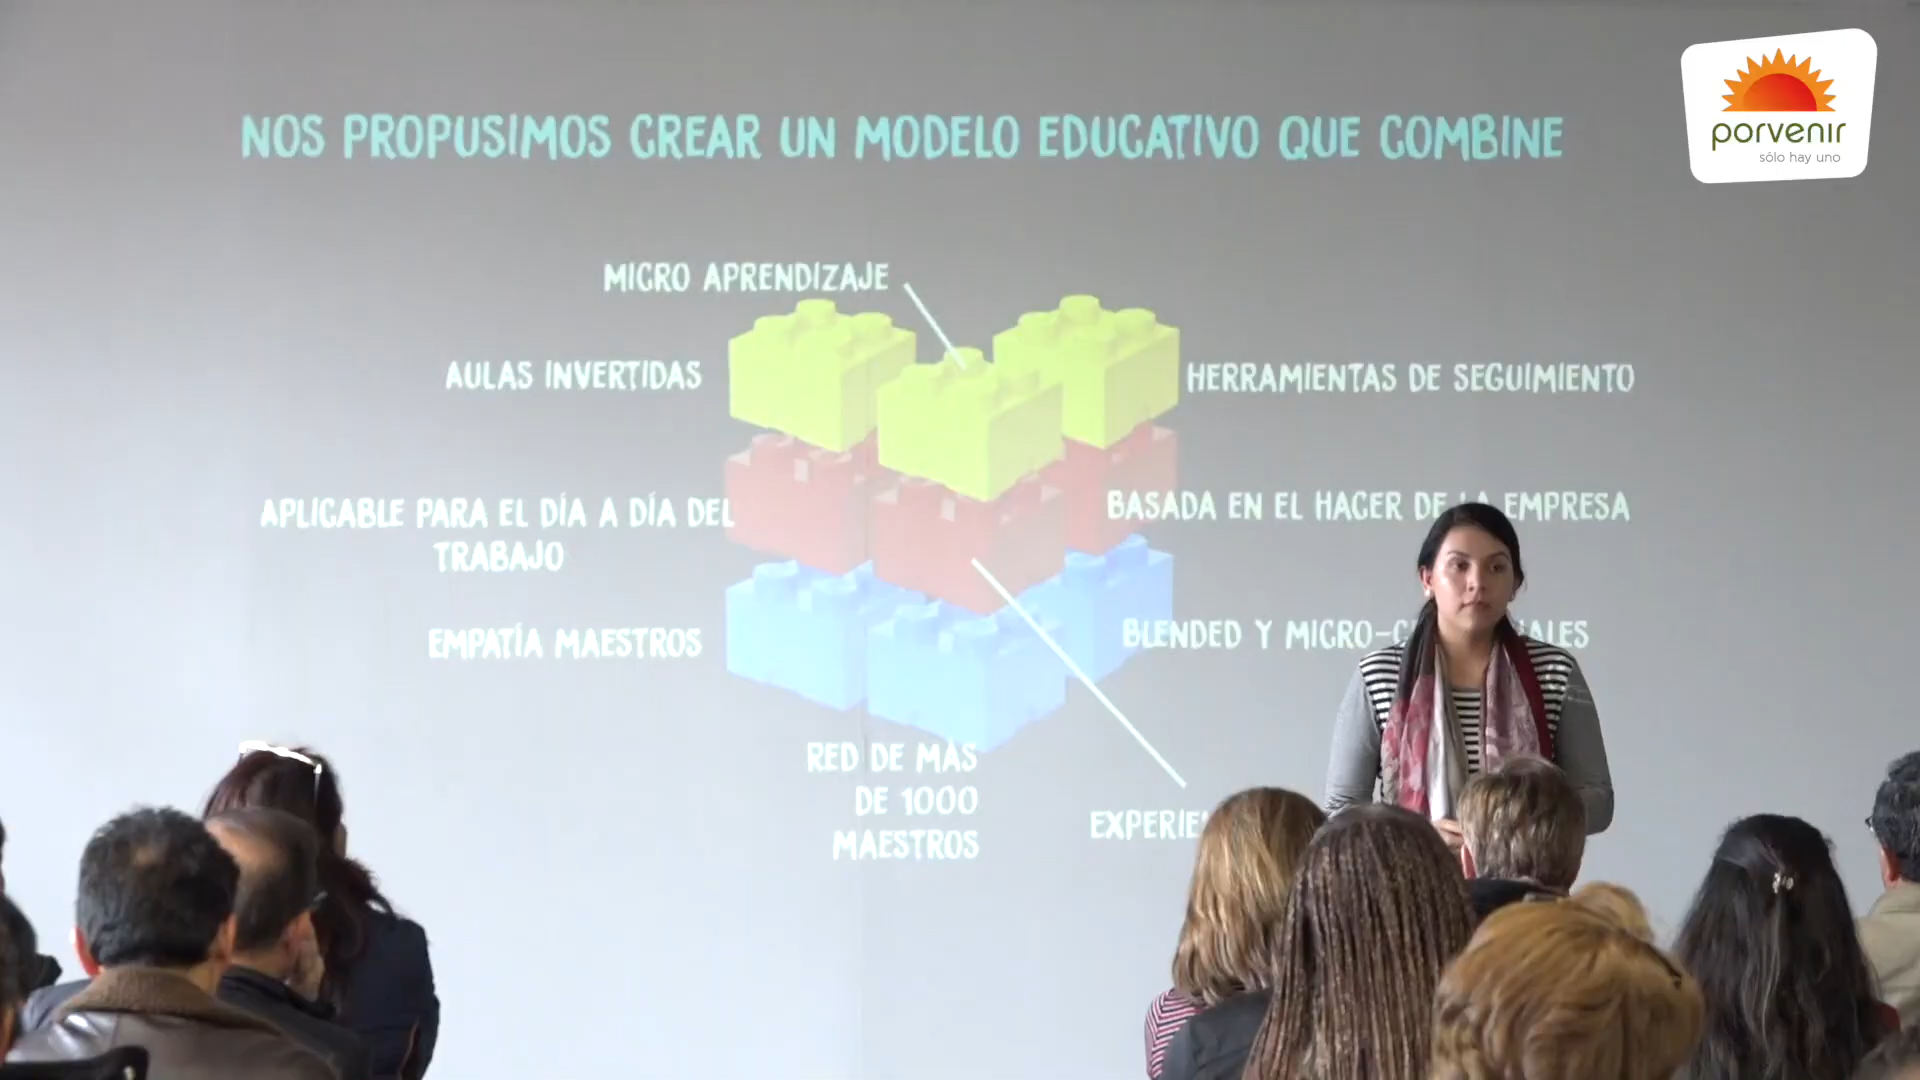 NOS PROPUSIMOS CREAR UN MODELO EDUCATIVO QUE COMBINE
porvenir
sólo hay uno
MICRO APRENDIZAJE
AULAS INVERTIDAS
HERRAMIENTAS DE SEGUIMIENTO
APLICABLE PARA EL DÍA A DÍA DEL
TRABAJO
BASADA EN EL HACER DE LA EMPRESA
EMPATÍA MAESTROS
BLENDED Y
RED DE MÁS
DE 1000
MAESTROS